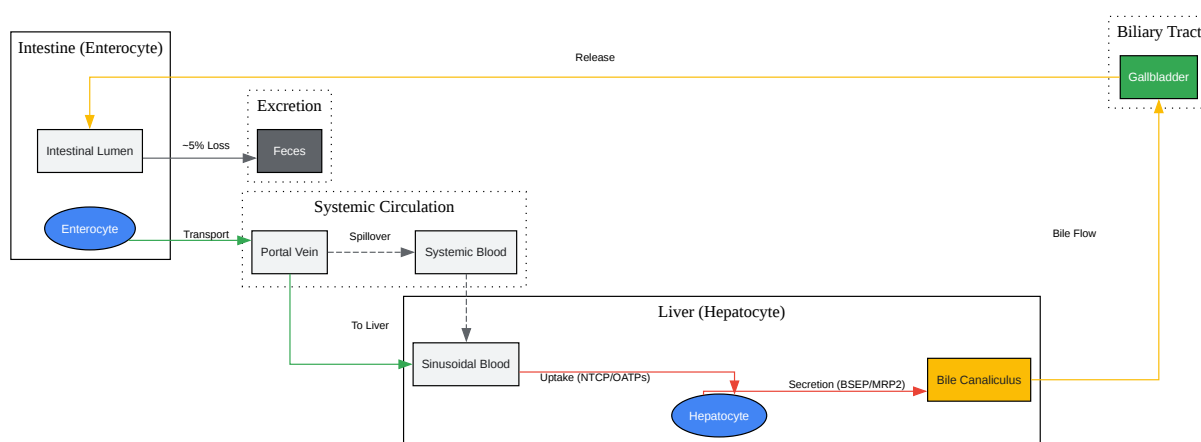 Biliary Tract
Intestine (Enterocyte)
Release
Gallbladder
Excretion
Intestinal Lumen
~5% Loss
Feces
Systemic Circulation
Enterocyte
Transport
Portal Vein
Spillover
Systemic Blood
Bile Flow
Liver (Hepatocyte)
To Liver
Sinusoidal Blood
Uptake (NTCP/OATPs)
Secretion (BSEP/MRP2)
Bile Canaliculus
Hepatocyte